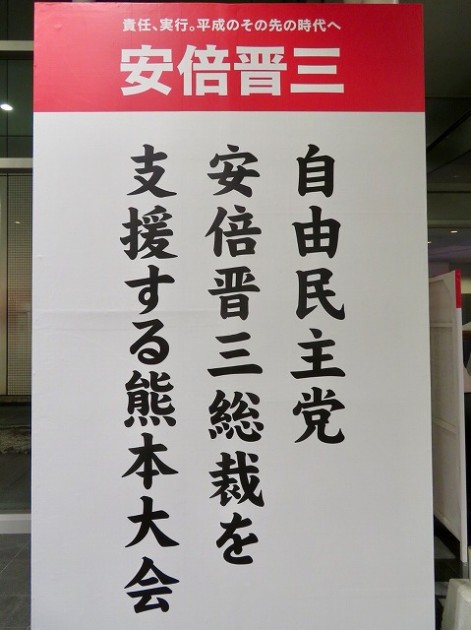 責任、実行。平成のその先の時代へ
安倍晋三
自由民主党
安倍晋三総裁を
支援する熊本大会